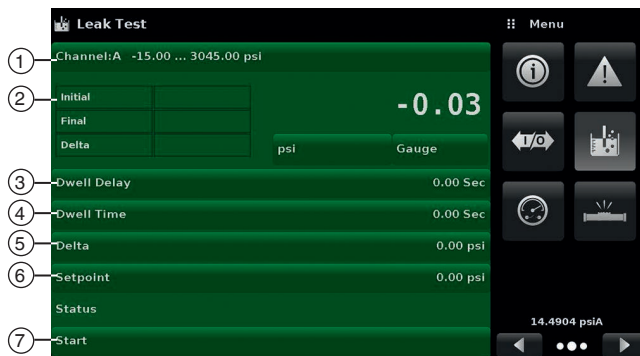 Leak Test
⠿ Menu
1 Channel:A -15.00 ... 3045.00 psi
2 Initial
-0.03
Final
Delta
psi Gauge
3 Dwell Delay 0.00 Sec
4 Dwell Time 0.00 Sec
5 Delta 0.00 psi
6 Setpoint 0.00 psi
Status
7 Start
I/O
14.4904 psiA